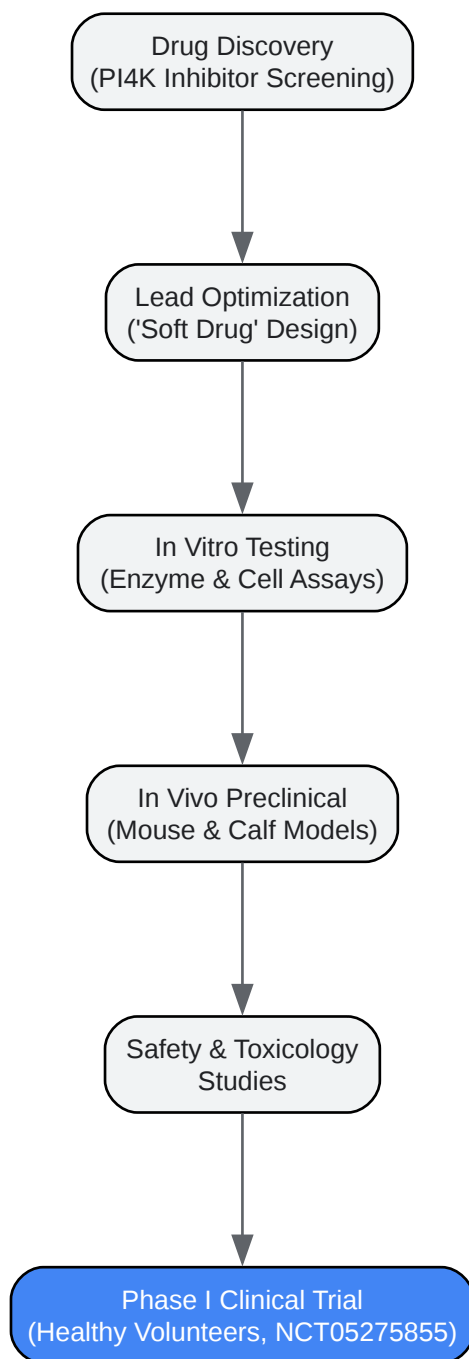 Drug Discovery
(PI4K Inhibitor Screening)
Lead Optimization
('Soft Drug' Design)
In Vitro Testing
(Enzyme & Cell Assays)
In Vivo Preclinical
(Mouse & Calf Models)
Safety & Toxicology
Studies
Phase I Clinical Trial
(Healthy Volunteers, NCT05275855)